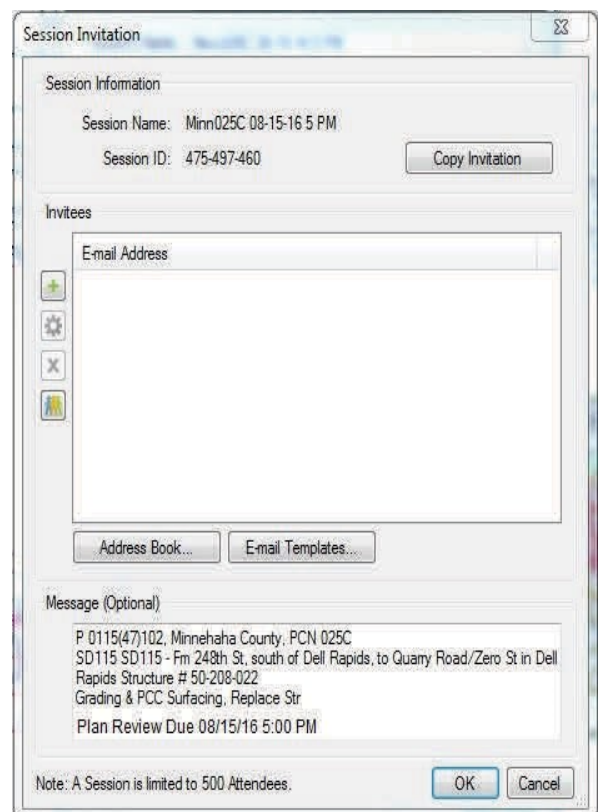 Session Invitation
Session Information
Session Name: Minn025C 08-15-16 5 PM
Session ID: 475-497-460
Copy Invitation
Invitees
E-mail Address
Address Book...
E-mail Templates...
Message (Optional)
P 0115(47)102, Minnehaha County, PCN 025C
SD115 SD115 - Fm 248th St, south of Dell Rapids, to Quarry Road/Zero St in Dell
Rapids Structure # 50-208-022
Grading & PCC Surfacing, Replace Str
Plan Review Due 08/15/16 5:00 PM
Note: A Session is limited to 500 Attendees.
OK
Cancel